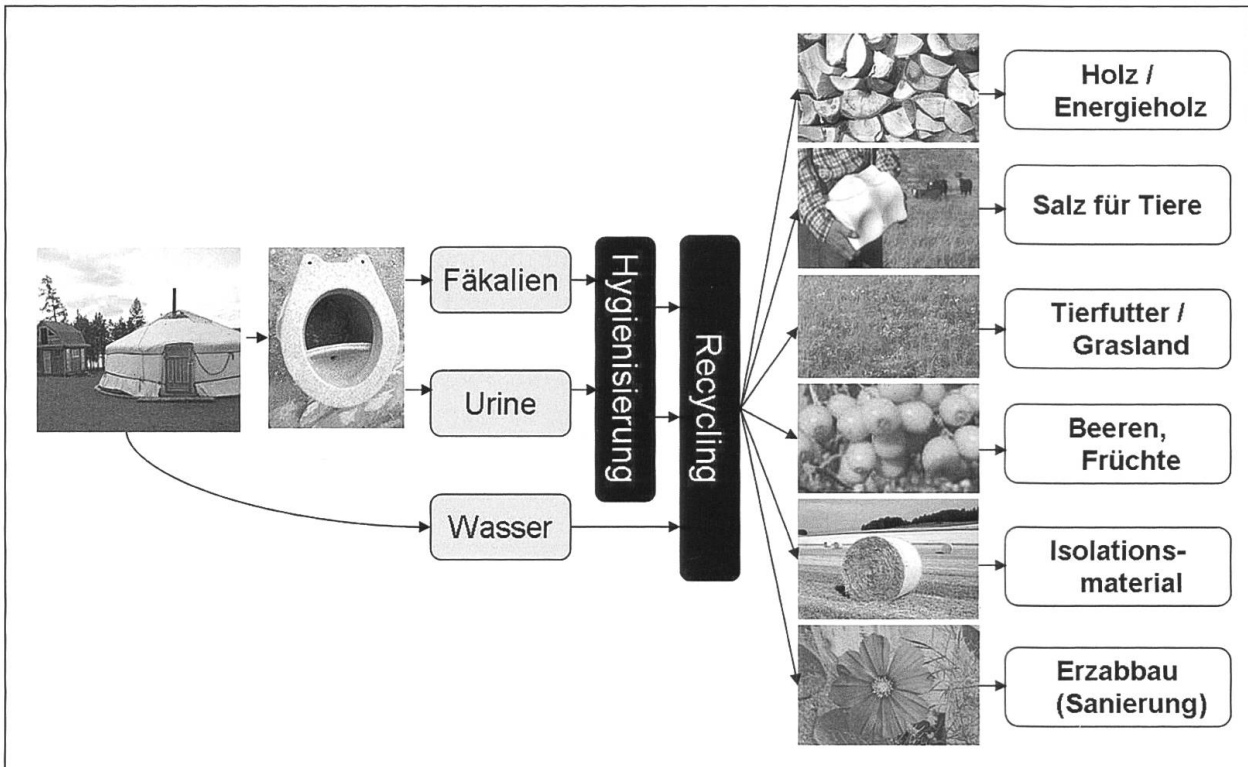 Fäkalien
Urine
Wasser
Hygienisierung
Recycling
Holz /
Energieholz
Salz für Tiere
Tierfutter /
Grasland
Beeren,
Früchte
Isolations-
material
Erzabbau
(Sanierung)